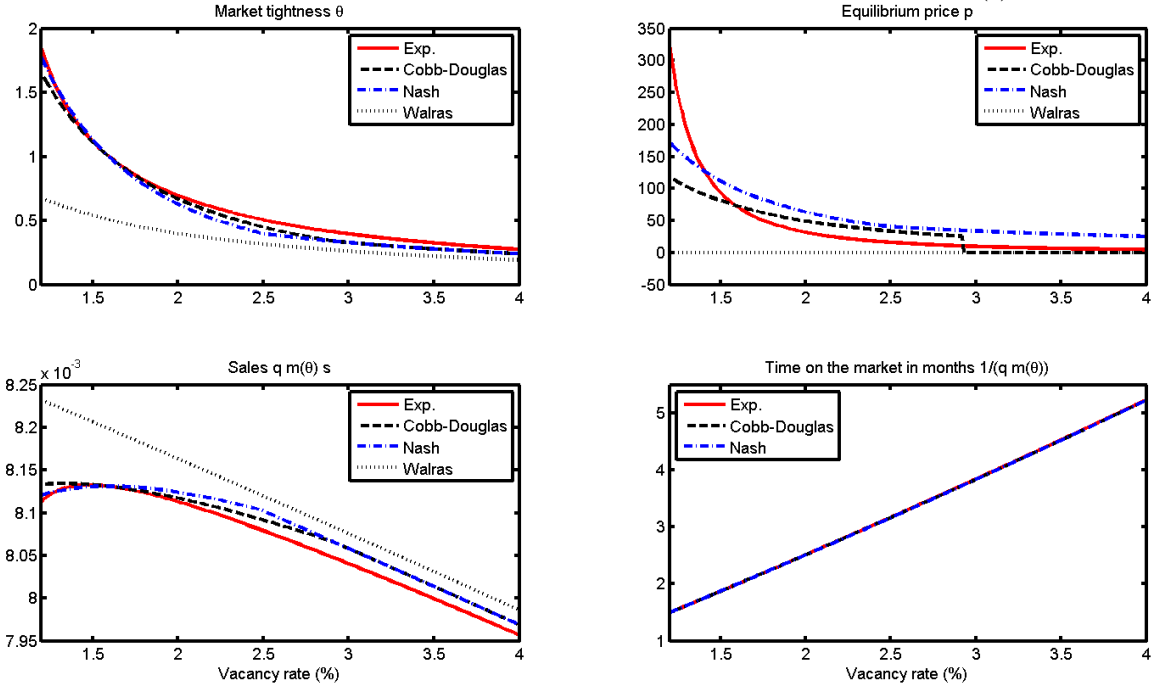 Market tightness θ
2
1.5
1
0.5
0
1.5 2 2.5 3 3.5 4
Exp.
Cobb-Douglas
Nash
Walras
Equilibrium price p
350
300
250
200
150
100
50
0
-50
1.5 2 2.5 3 3.5 4
Exp.
Cobb-Douglas
Nash
Walras
Sales q m(θ) s
x 10⁻³
8.25
8.2
8.15
8.1
8.05
8
7.95
1.5 2 2.5 3 3.5 4
Vacancy rate (%)
Exp.
Cobb-Douglas
Nash
Walras
Time on the market in months 1/(q m(θ))
5
4
3
2
1
1.5 2 2.5 3 3.5 4
Vacancy rate (%)
Exp.
Cobb-Douglas
Nash